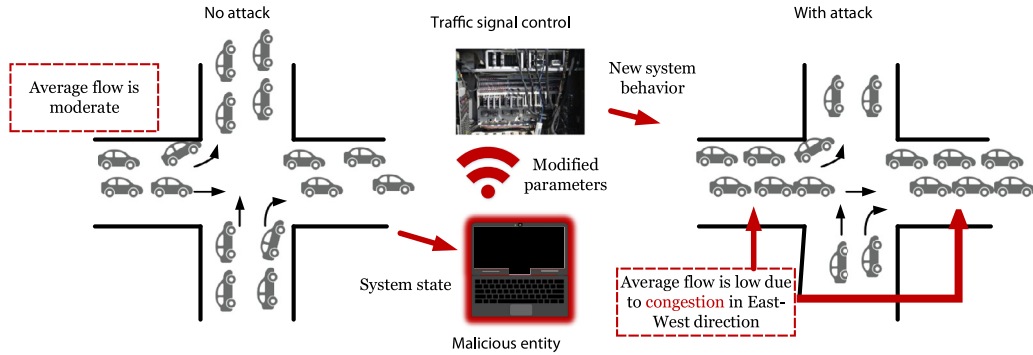 No attack
Traffic signal control
With attack
Average flow is
moderate
New system
behavior
Modified
parameters
System state
Average flow is low due
to congestion in East-
West direction
Malicious entity